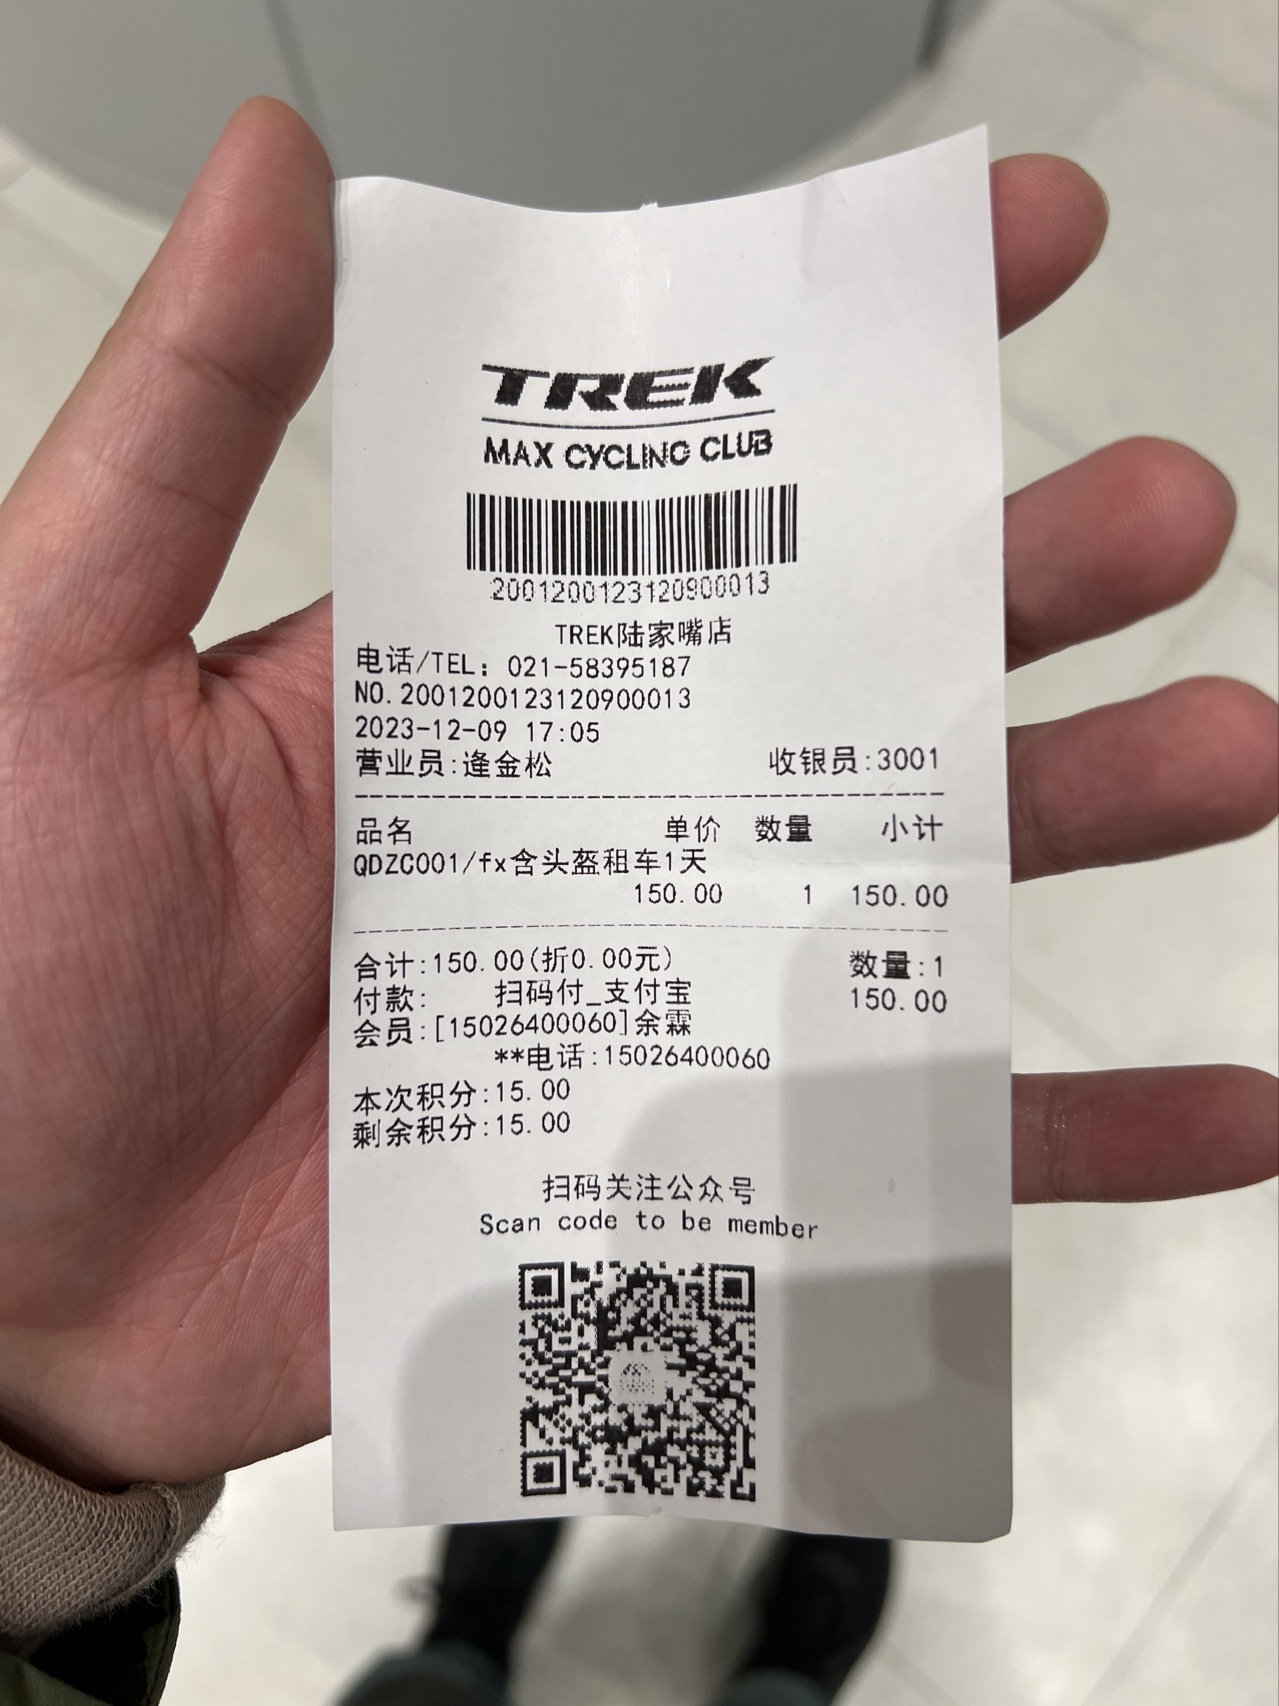 TREK
MAX CYCLING CLUB
2001200123120900013
TREK陆家嘴店
电话/TEL: 021-58395187
NO.2001200123120900013
2023-12-09 17:05
营业员:逄金松 收银员:3001
品名 单价 数量 小计
QDZC001/fx含头盔租车1天
150.00 1 150.00
合计:150.00(折0.00元) 数量:1
付款: 扫码付_支付宝 150.00
会员:[15026400060]余霖
**电话:15026400060
本次积分:15.00
剩余积分:15.00
扫码关注公众号
Scan code to be member